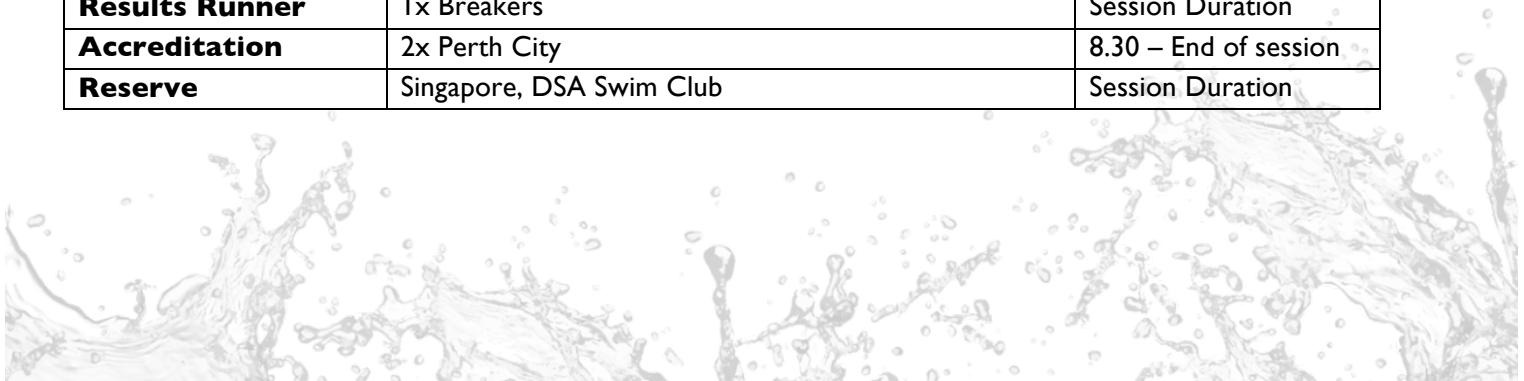 Results Runner 1x Breakers Session Duration
Accreditation 2x Perth City 8.30 – End of session
Reserve Singapore, DSA Swim Club Session Duration